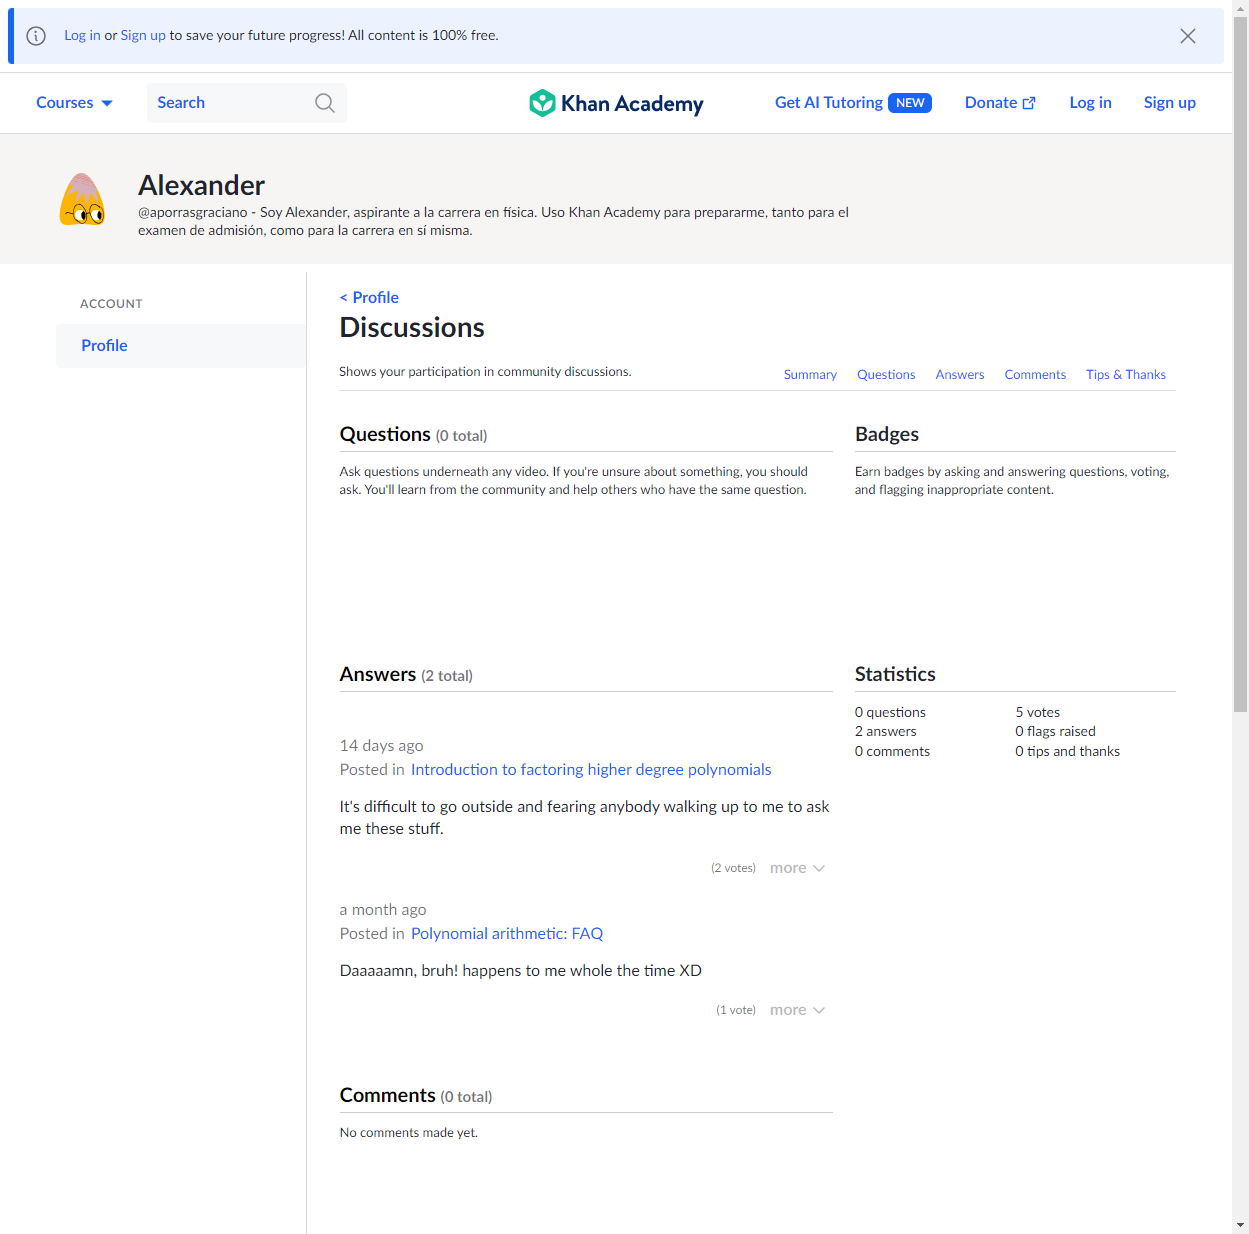 Log in or Sign up to save your future progress! All content is 100% free.
Courses
Search
Khan Academy
Get AI Tutoring NEW
Donate
Log in
Sign up
Alexander
@aporrasgraciano - Soy Alexander, aspirante a la carrera en física. Uso Khan Academy para prepararme, tanto para el
examen de admisión, como para la carrera en sí misma.
ACCOUNT
Profile
< Profile
Discussions
Shows your participation in community discussions.
Summary
Questions
Answers
Comments
Tips & Thanks
Questions (0 total)
Ask questions underneath any video. If you're unsure about something, you should
ask. You'll learn from the community and help others who have the same question.
Badges
Earn badges by asking and answering questions, voting,
and flagging inappropriate content.
Answers (2 total)
14 days ago
Posted in Introduction to factoring higher degree polynomials
It's difficult to go outside and fearing anybody walking up to me to ask
me these stuff.
(2 votes) more
a month ago
Posted in Polynomial arithmetic: FAQ
Daaaaamn, bruh! happens to me whole the time XD
(1 vote) more
Statistics
0 questions
2 answers
0 comments
5 votes
0 flags raised
0 tips and thanks
Comments (0 total)
No comments made yet.